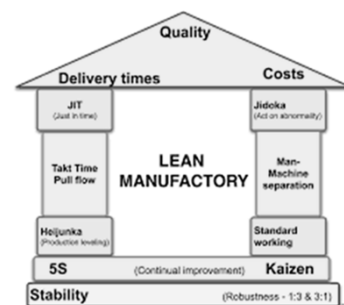 Quality
Delivery times Costs
JIT
(Just in time)
Takt Time
Pull flow
Heijunka
(Production leveling)
LEAN
MANUFACTORY
Jidoka
(Act on abnormality)
Man-
Machine
separation
Standard
working
5S (Continual improvement) Kaizen
Stability (Robustness - 1:3 & 3:1)